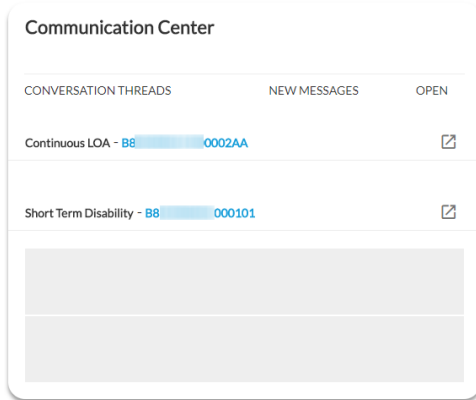 Communication Center
CONVERSATION THREADS NEW MESSAGES OPEN
Continuous LOA - B8 0002AA
Short Term Disability - B8 000101